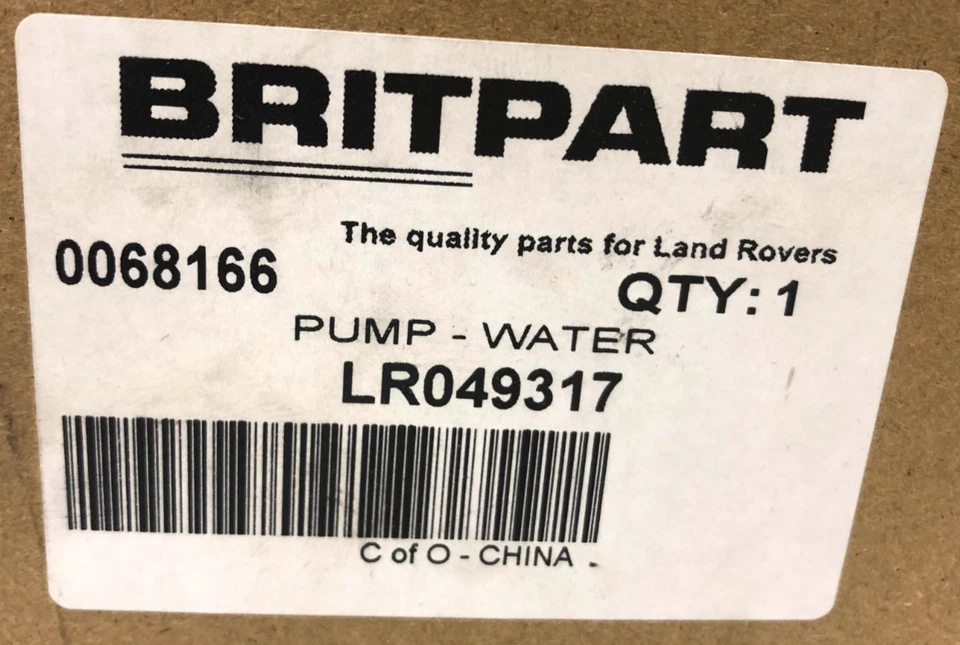 BRITPART
The quality parts for Land Rovers
0068166
QTY: 1
PUMP - WATER
LR049317
C of O - CHINA